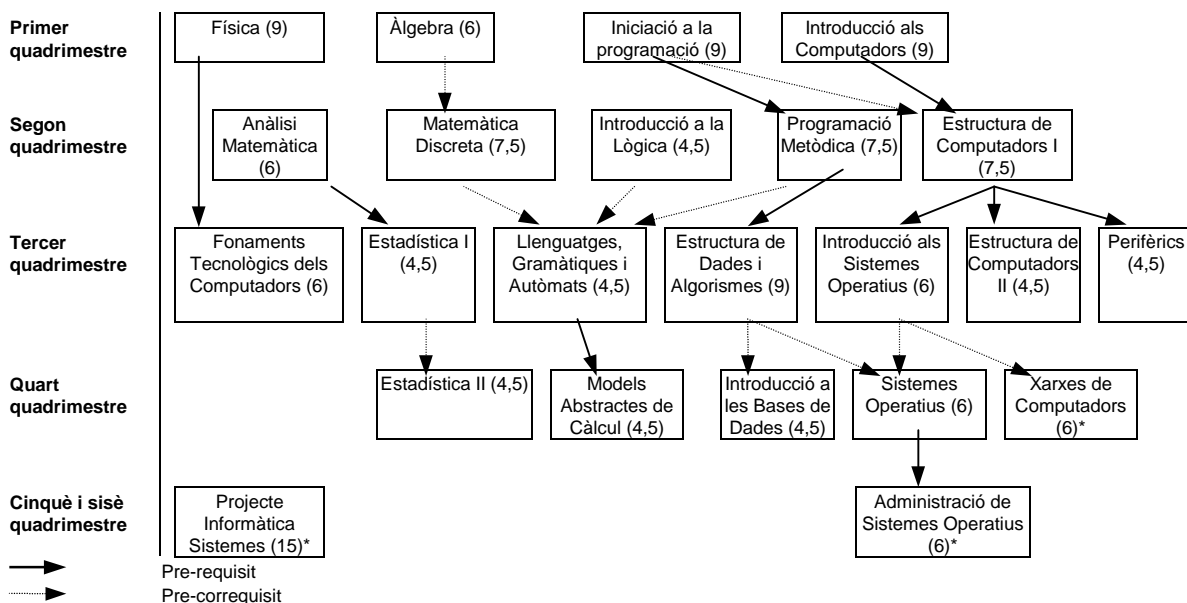 Primer
quadrimestre
Física (9)
Àlgebra (6)
Iniciació a la
programació (9)
Introducció als
Computadors (9)
Segon
quadrimestre
Anàlisi
Matemàtica
(6)
Matemàtica
Discreta (7,5)
Introducció a la
Lògica (4,5)
Programació
Metòdica (7,5)
Estructura de
Computadors I
(7,5)
Tercer
quadrimestre
Fonaments
Tecnològics dels
Computadors (6)
Estadística I
(4,5)
Llenguatges,
Gramàtiques i
Autòmats (4,5)
Estructura de
Dades i
Algorismes (9)
Introducció als
Sistemes
Operatius (6)
Estructura de
Computadors
II (4,5)
Perifèrics
(4,5)
Quart
quadrimestre
Estadística II (4,5)
Models
Abstractes de
Càlcul (4,5)
Introducció a
les Bases de
Dades (4,5)
Sistemes
Operatius (6)
Xarxes de
Computadors
(6)*
Cinquè i sisè
quadrimestre
Projecte
Informàtica
Sistemes (15)*
Administració de
Sistemes Operatius
(6)*
Pre-requisit
Pre-correquisit